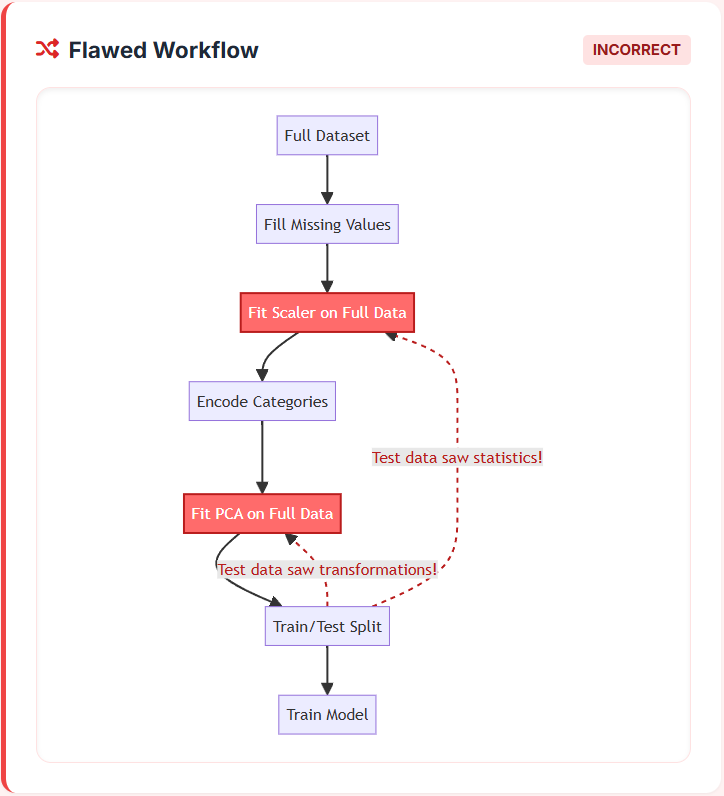 Flawed Workflow
INCORRECT
Full Dataset
Fill Missing Values
Fit Scaler on Full Data
Encode Categories
Test data saw statistics!
Fit PCA on Full Data
Test data saw transformations!
Train/Test Split
Train Model